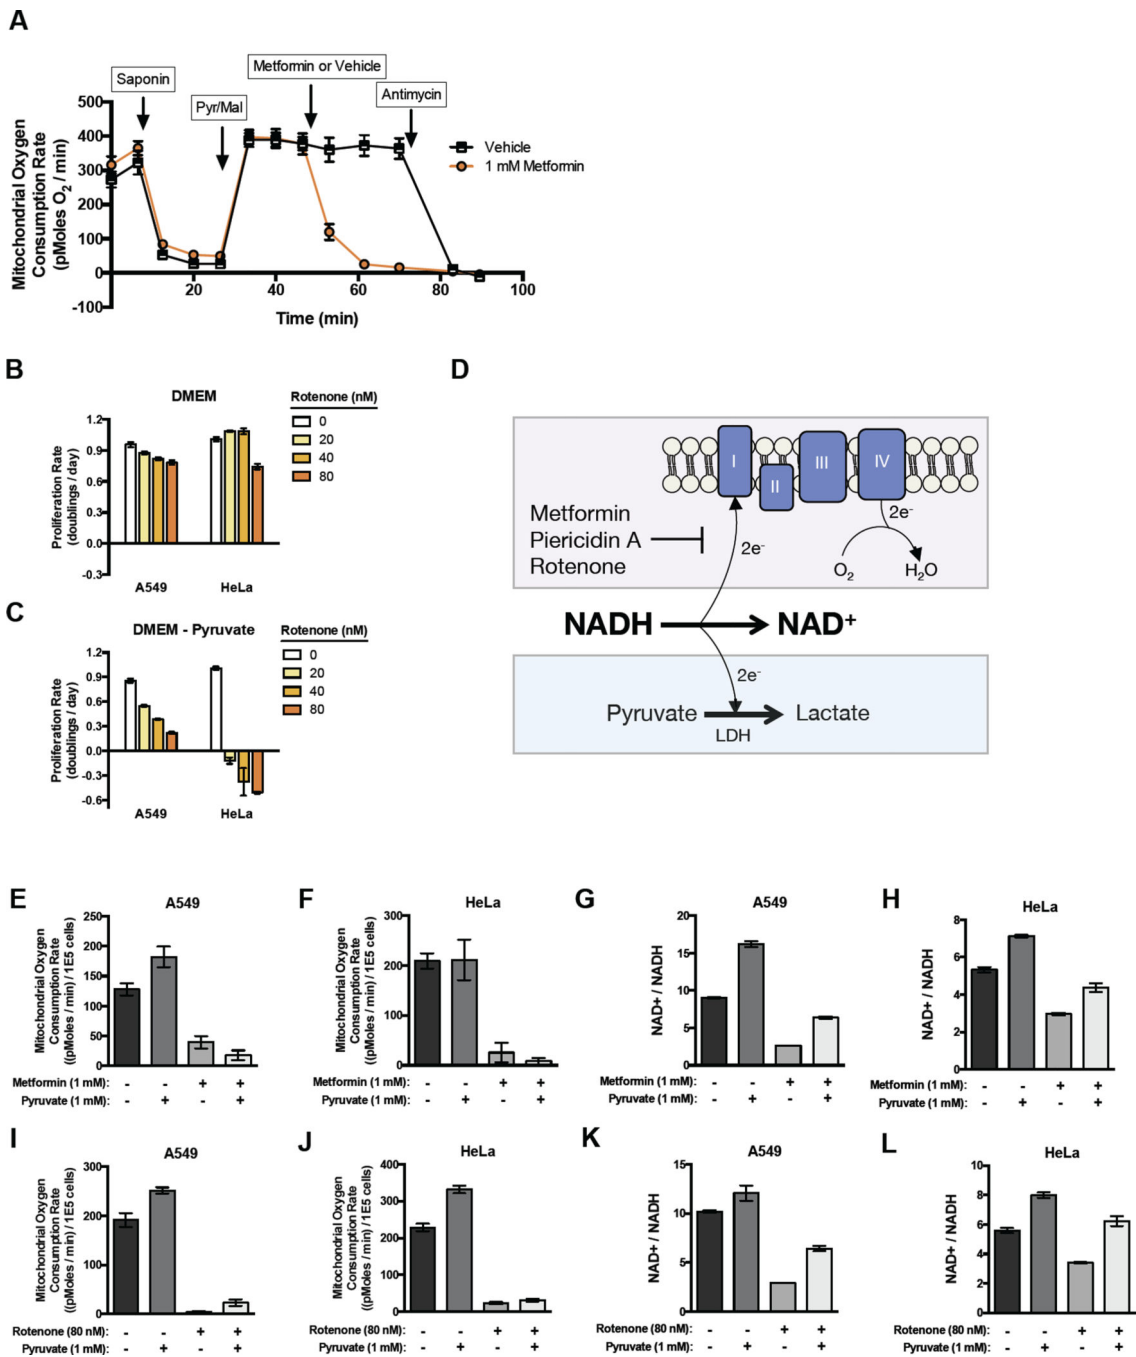 A
Saponin
Pyr/Mal
Metformin or Vehicle
Antimycin
Mitochondrial Oxygen
Consumption Rate
(pMoles O2 / min)
500
400
300
200
100
0
-100
20
40
60
80
100
Time (min)
Vehicle
1 mM Metformin
B
DMEM
Proliferation Rate
(doublings / day)
1.2
0.9
0.6
0.3
0.0
-0.3
A549
HeLa
Rotenone (nM)
0
20
40
80
C
DMEM - Pyruvate
Proliferation Rate
(doublings / day)
1.2
0.9
0.6
0.3
0.0
-0.3
-0.6
A549
HeLa
Rotenone (nM)
0
20
40
80
D
I
II
III
IV
Metformin
Piericidin A
Rotenone
2e-
2e-
O2
H2O
NADH
NAD+
2e-
Pyruvate
Lactate
LDH
E
A549
Mitochondrial Oxygen
Consumption Rate
((pMoles / min) / 1E5 cells)
250
200
150
100
50
0
Metformin (1 mM): - - + +
Pyruvate (1 mM): - + - +
F
HeLa
Mitochondrial Oxygen
Consumption Rate
((pMoles / min) / 1E5 cells)
300
200
100
0
Metformin (1 mM): - - + +
Pyruvate (1 mM): - + - +
G
A549
NAD+ / NADH
20
15
10
5
0
Metformin (1 mM): - - + +
Pyruvate (1 mM): - + - +
H
HeLa
NAD+ / NADH
8
6
4
2
0
Metformin (1 mM): - - + +
Pyruvate (1 mM): - + - +
I
A549
Mitochondrial Oxygen
Consumption Rate
((pMoles / min) / 1E5 cells)
300
200
100
0
Rotenone (80 nM): - - + +
Pyruvate (1 mM): - + - +
J
HeLa
Mitochondrial Oxygen
Consumption Rate
((pMoles / min) / 1E5 cells)
400
300
200
100
0
Rotenone (80 nM): - - + +
Pyruvate (1 mM): - + - +
K
A549
NAD+ / NADH
15
10
5
0
Rotenone (80 nM): - - + +
Pyruvate (1 mM): - + - +
L
HeLa
NAD+ / NADH
10
8
6
4
2
0
Rotenone (80 nM): - - + +
Pyruvate (1 mM): - + - +